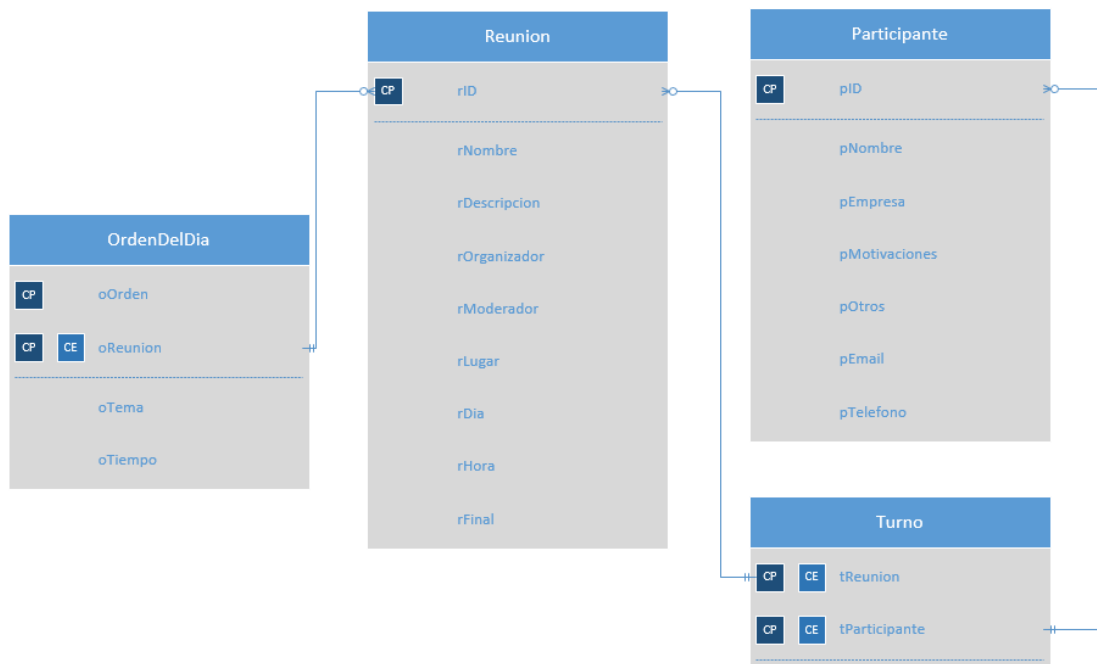 OrdenDelDia
CP oOrden
CP CE oReunion
oTema
oTiempo
Reunion
CP rID
rNombre
rDescripcion
rOrganizador
rModerador
rLugar
rDia
rHora
rFinal
Participante
CP pID
pNombre
pEmpresa
pMotivaciones
pOtros
pEmail
pTelefono
Turno
CP CE tReunion
CP CE tParticipante